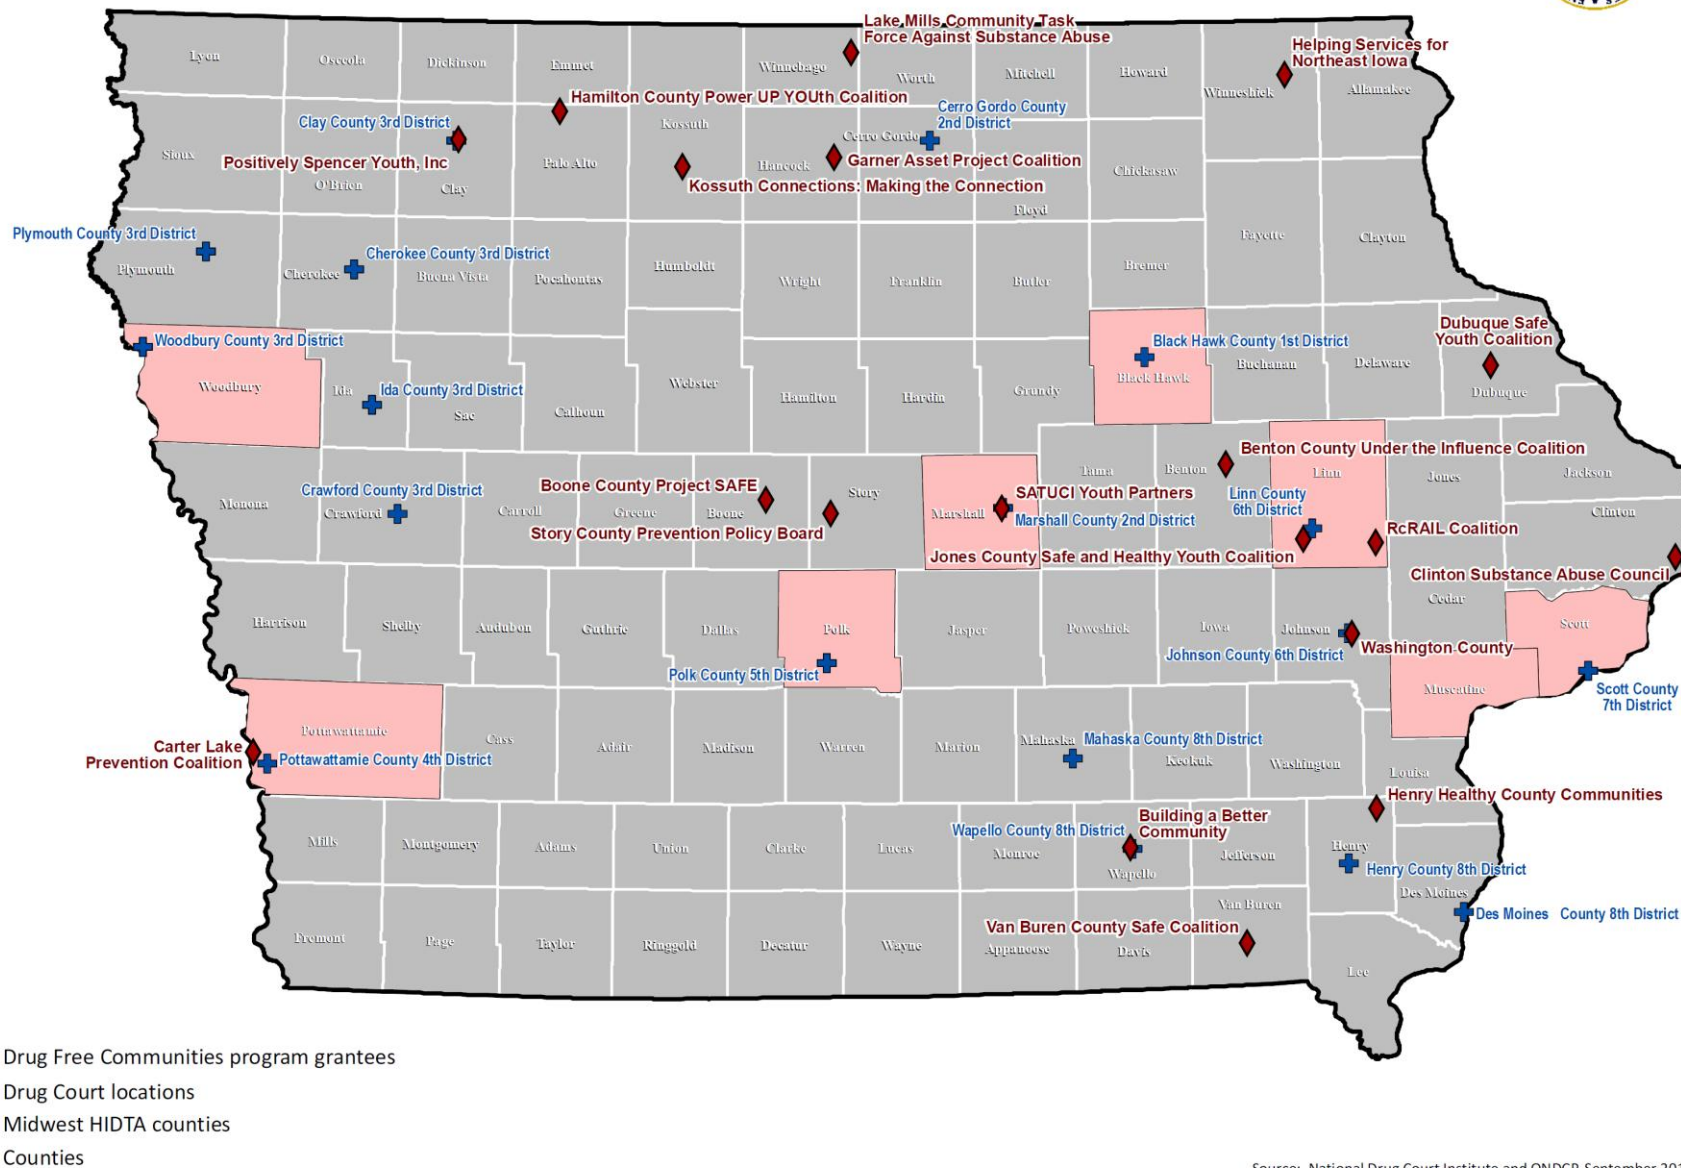 Lake Mills Community Task
Force Against Substance Abuse
Helping Services for
Northeast Iowa
Lyon
Osceola
Dickinson
Emmet
Winnebago
Worth
Mitchell
Howard
Winneshiek
Allamakee
Hamilton County Power UP YOUth Coalition
Cerro Gordo County
2nd District
Clay County 3rd District
Kossuth
Cerro Gordo
Sioux
Positively Spencer Youth, Inc
Palo Alto
Hancock
Garner Asset Project Coalition
Chickasaw
O'Brien
Clay
Kossuth Connections: Making the Connection
Floyd
Plymouth County 3rd District
Fayette
Clayton
Plymouth
Cherokee
Cherokee County 3rd District
Buena Vista
Pocahontas
Humboldt
Wright
Franklin
Butler
Bremer
Woodbury County 3rd District
Black Hawk County 1st District
Dubuque Safe
Youth Coalition
Woodbury
Ida
Ida County 3rd District
Sac
Calhoun
Webster
Hamilton
Hardin
Grundy
Black Hawk
Buchanan
Delaware
Dubuque
Benton County Under the Influence Coalition
Tama
Benton
Linn
Jones
Jackson
Monona
Crawford County 3rd District
Crawford
Carroll
Greene
Boone County Project SAFE
Boone
Story
Story County Prevention Policy Board
Marshall
SATUCI Youth Partners
Marshall County 2nd District
Linn County
6th District
RcRAIL Coalition
Clinton
Jones County Safe and Healthy Youth Coalition
Clinton Substance Abuse Council
Harrison
Shelby
Audubon
Guthrie
Dallas
Polk
Jasper
Poweshiek
Iowa
Johnson
Cedar
Scott
Polk County 5th District
Johnson County 6th District
Washington County
Muscatine
Scott County
7th District
Carter Lake
Prevention Coalition
Pottawattamie
Pottawattamie County 4th District
Cass
Adair
Madison
Warren
Marion
Mahaska
Mahaska County 8th District
Keokuk
Washington
Louisa
Henry Healthy County Communities
Mills
Montgomery
Adams
Union
Clarke
Lucas
Monroe
Wapello County 8th District
Building a Better
Community
Wapello
Jefferson
Henry
Henry County 8th District
Des Moines
Des Moines County 8th District
Fremont
Page
Taylor
Ringgold
Decatur
Wayne
Appanoose
Davis
Van Buren
Van Buren County Safe Coalition
Lee
Drug Free Communities program grantees
Drug Court locations
Midwest HIDTA counties
Counties
Source: National Drug Court Institute and ONDCP, September